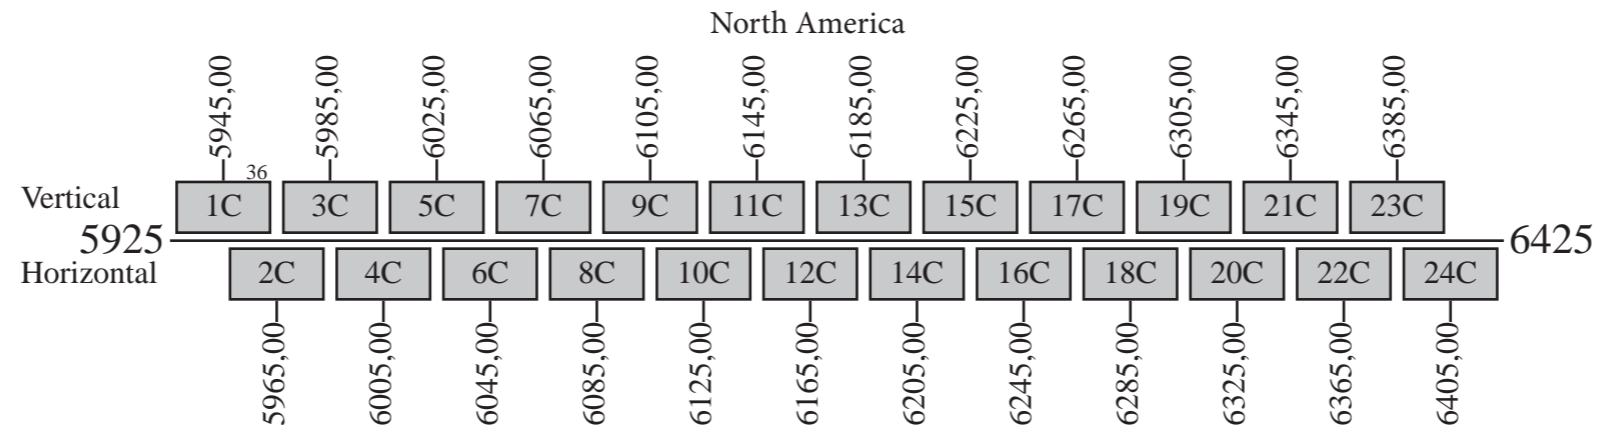 North America
5945,00 5985,00 6025,00 6065,00 6105,00 6145,00 6185,00 6225,00 6265,00 6305,00 6345,00 6385,00
36
Vertical 1C 3C 5C 7C 9C 11C 13C 15C 17C 19C 21C 23C
5925 6425
Horizontal 2C 4C 6C 8C 10C 12C 14C 16C 18C 20C 22C 24C
5965,00 6005,00 6045,00 6085,00 6125,00 6165,00 6205,00 6245,00 6285,00 6325,00 6365,00 6405,00